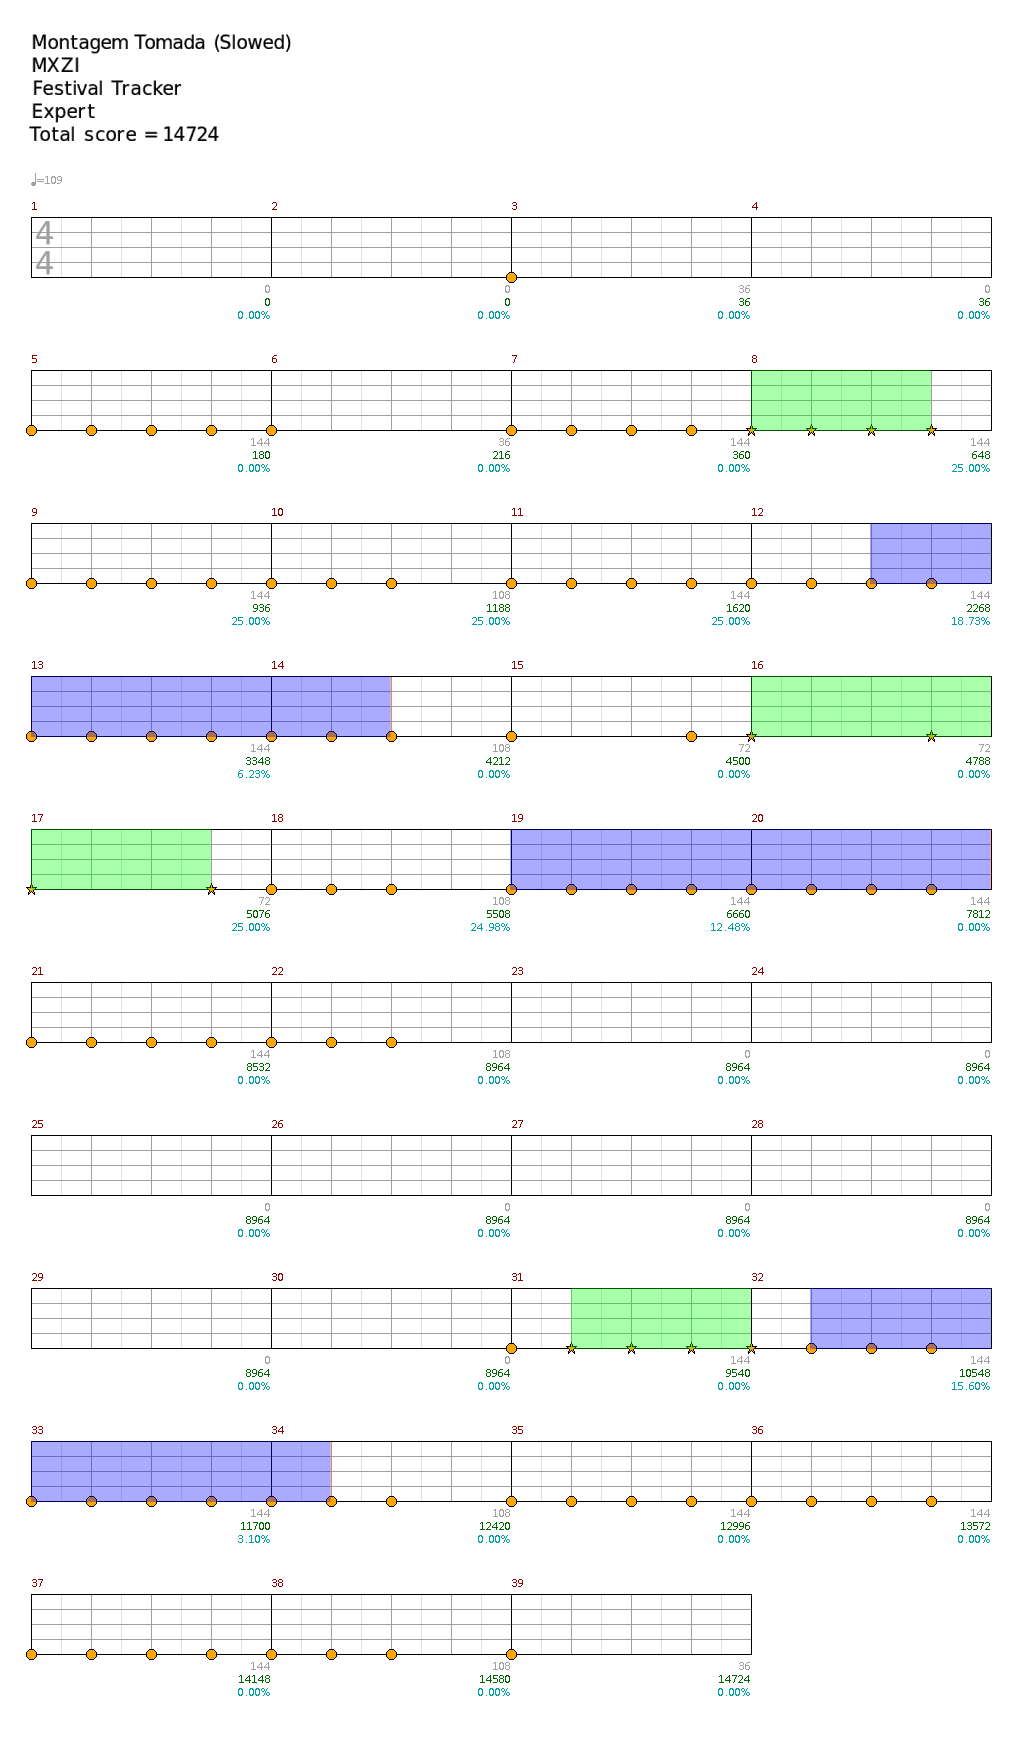 Montagem Tomada (Slowed)
MXZI
Festival Tracker
Expert
Total score = 14724
♩=109
1 2 3 4
4
4
0 0 36 0
0 0 36 36
0.00% 0.00% 0.00% 0.00%
5 6 7 8
144 36 144 144
180 216 360 648
0.00% 0.00% 0.00% 25.00%
9 10 11 12
144 108 144 144
936 1188 1620 2268
25.00% 25.00% 25.00% 18.73%
13 14 15 16
144 108 72 72
3348 4212 4500 4788
6.23% 0.00% 0.00% 0.00%
17 18 19 20
72 108 144 144
5076 5508 6660 7812
25.00% 24.98% 12.48% 0.00%
21 22 23 24
144 108 0 0
8532 8964 8964 8964
0.00% 0.00% 0.00% 0.00%
25 26 27 28
0 0 0 0
8964 8964 8964 8964
0.00% 0.00% 0.00% 0.00%
29 30 31 32
0 0 144 144
8964 8964 9540 10548
0.00% 0.00% 0.00% 15.60%
33 34 35 36
144 108 144 144
11700 12420 12996 13572
3.10% 0.00% 0.00% 0.00%
37 38 39
144 108 36
14148 14580 14724
0.00% 0.00% 0.00%